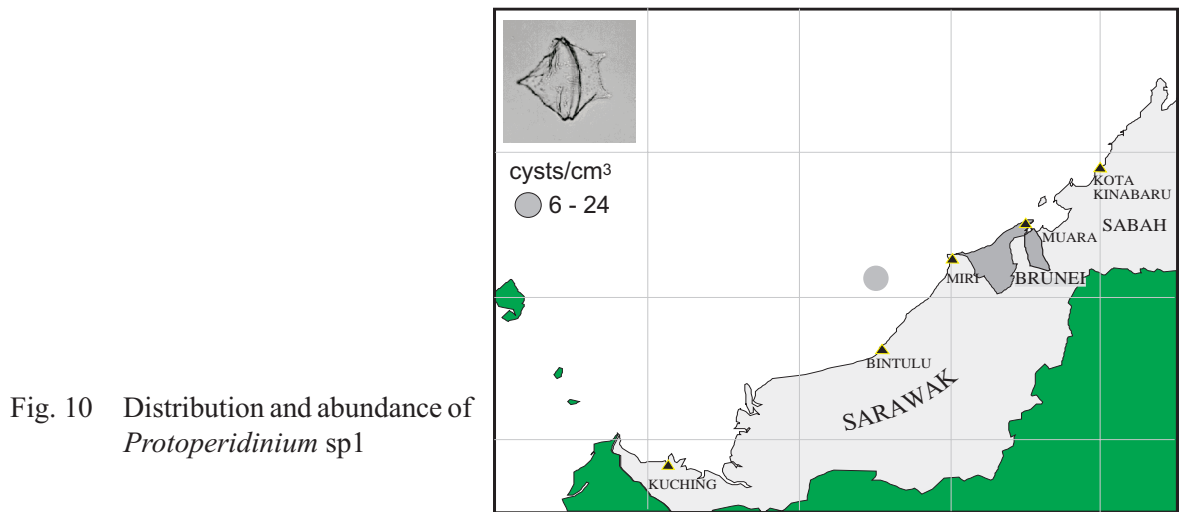 cysts/cm³
6 - 24
KOTA
KINABARU
SABAH
MUARA
MIRI
BRUNEI
BINTULU
SARAWAK
KUCHING
Fig. 10 Distribution and abundance of
Protoperidinium sp1